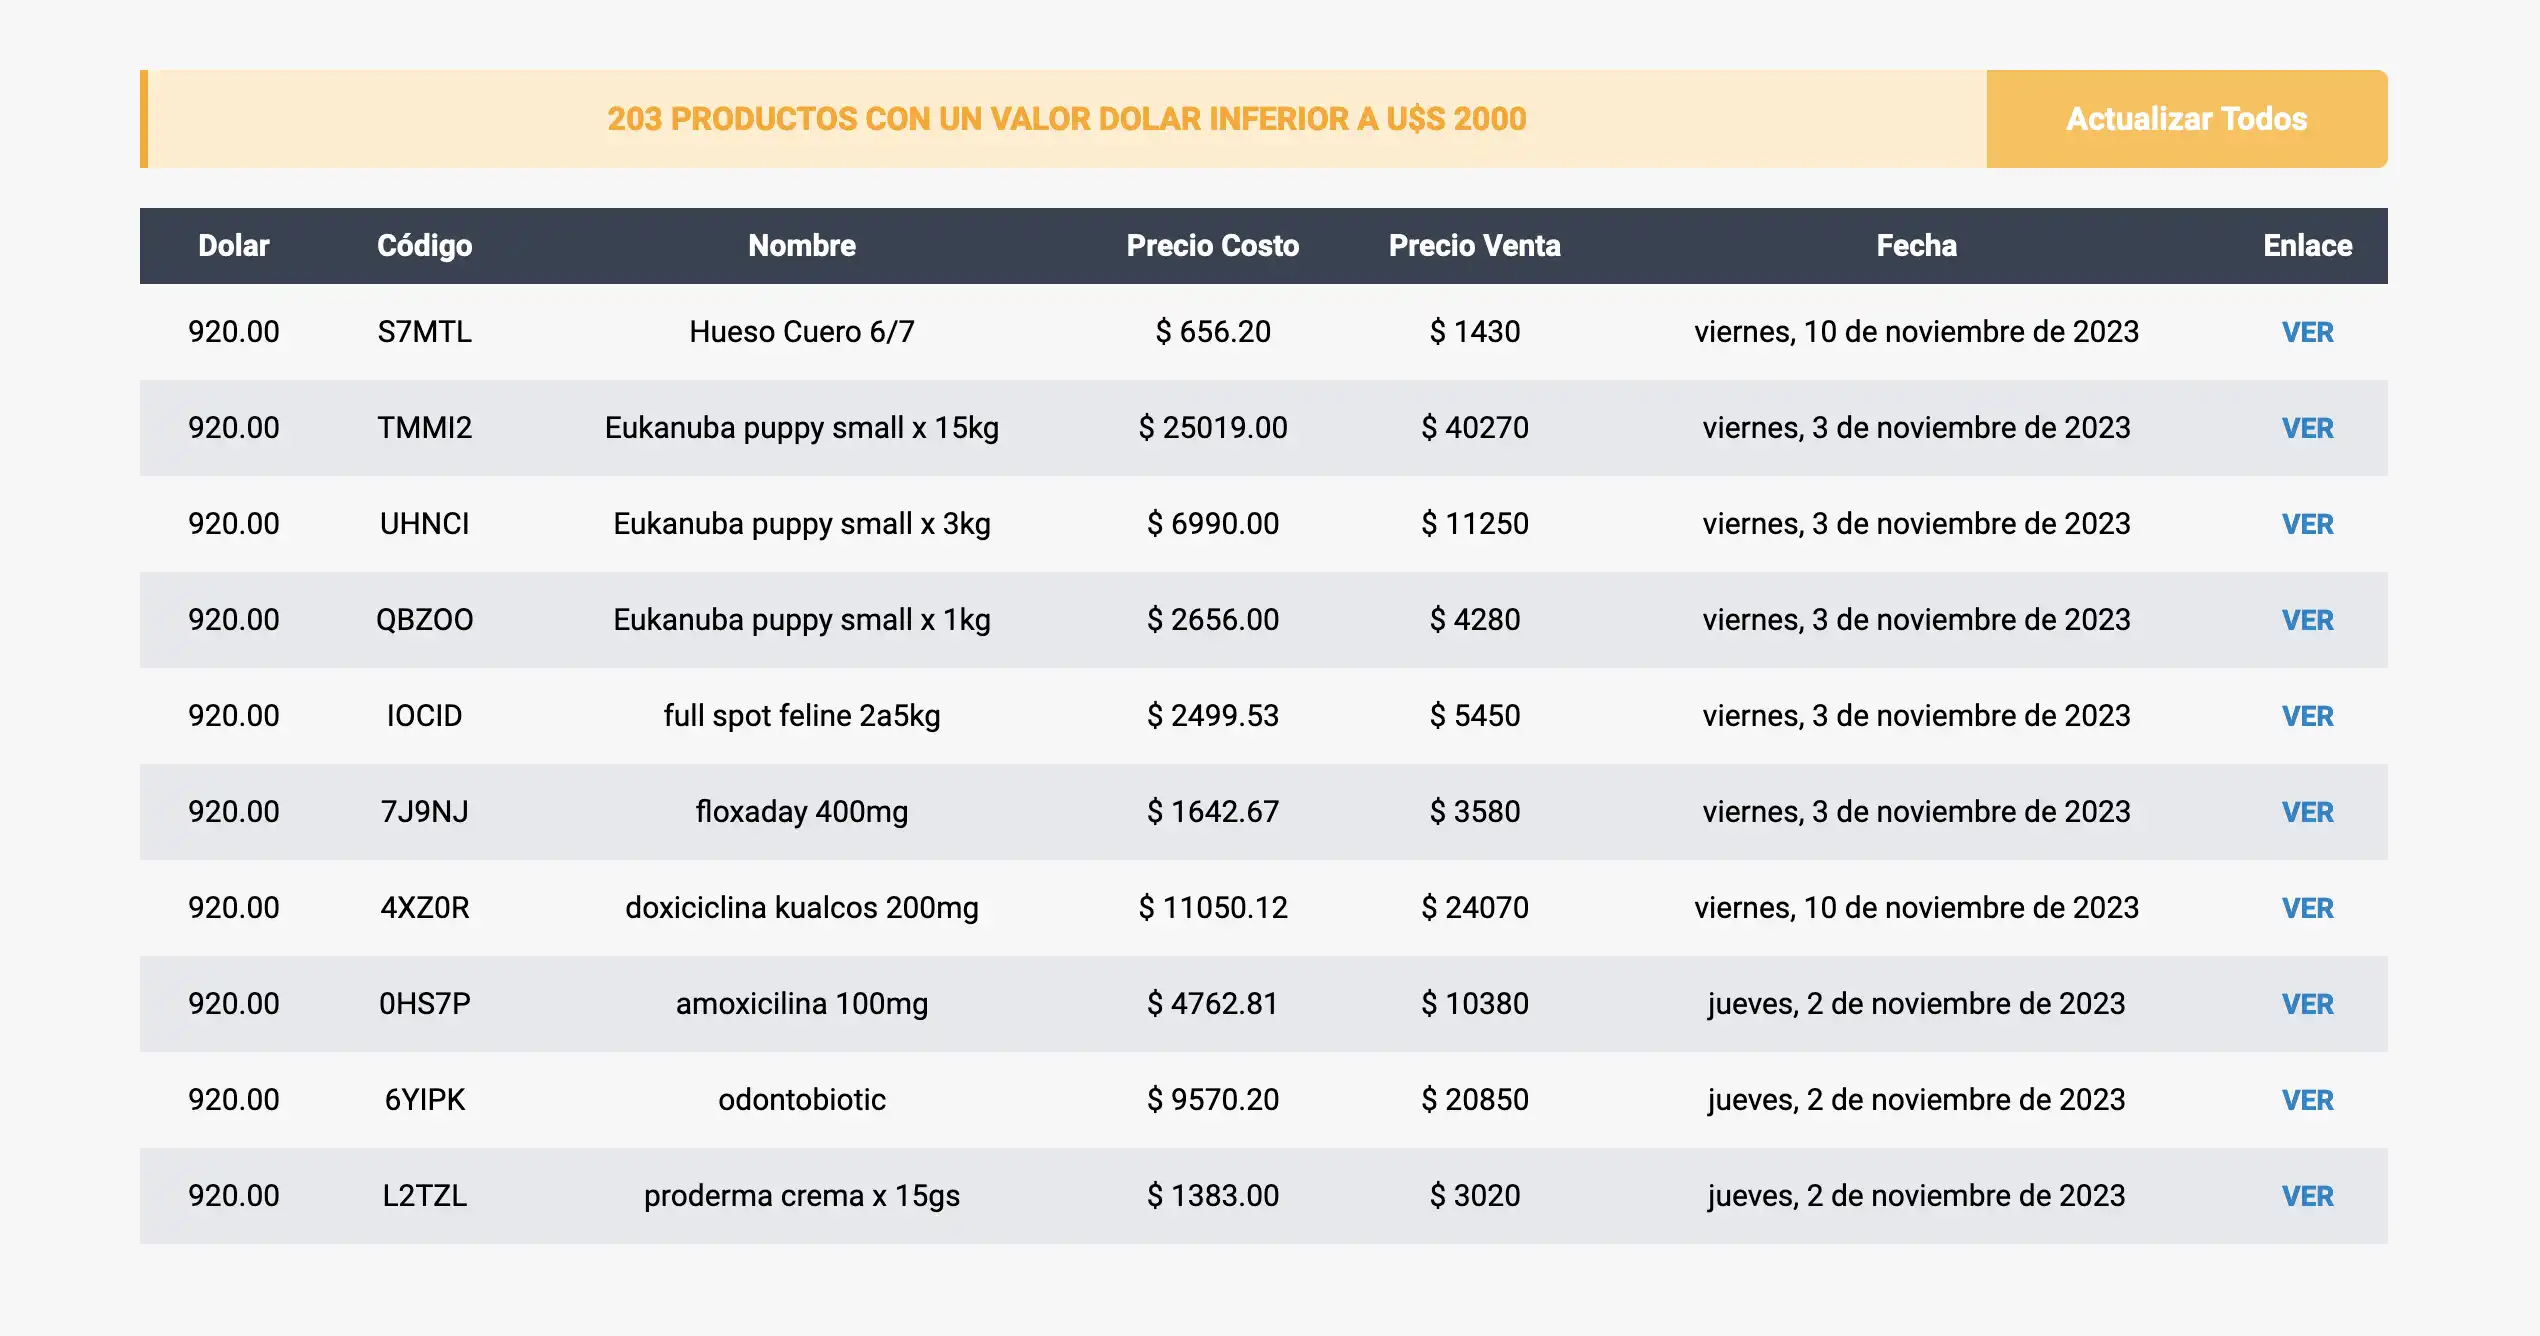 203 PRODUCTOS CON UN VALOR DOLAR INFERIOR A U$S 2000 Actualizar Todos
Dolar Código Nombre Precio Costo Precio Venta Fecha Enlace
920.00 S7MTL Hueso Cuero 6/7 $ 656.20 $ 1430 viernes, 10 de noviembre de 2023 VER
920.00 TMMI2 Eukanuba puppy small x 15kg $ 25019.00 $ 40270 viernes, 3 de noviembre de 2023 VER
920.00 UHNCI Eukanuba puppy small x 3kg $ 6990.00 $ 11250 viernes, 3 de noviembre de 2023 VER
920.00 QBZOO Eukanuba puppy small x 1kg $ 2656.00 $ 4280 viernes, 3 de noviembre de 2023 VER
920.00 IOCID full spot feline 2a5kg $ 2499.53 $ 5450 viernes, 3 de noviembre de 2023 VER
920.00 7J9NJ floxaday 400mg $ 1642.67 $ 3580 viernes, 3 de noviembre de 2023 VER
920.00 4XZ0R doxiciclina kualcos 200mg $ 11050.12 $ 24070 viernes, 10 de noviembre de 2023 VER
920.00 0HS7P amoxicilina 100mg $ 4762.81 $ 10380 jueves, 2 de noviembre de 2023 VER
920.00 6YIPK odontobiotic $ 9570.20 $ 20850 jueves, 2 de noviembre de 2023 VER
920.00 L2TZL proderma crema x 15gs $ 1383.00 $ 3020 jueves, 2 de noviembre de 2023 VER